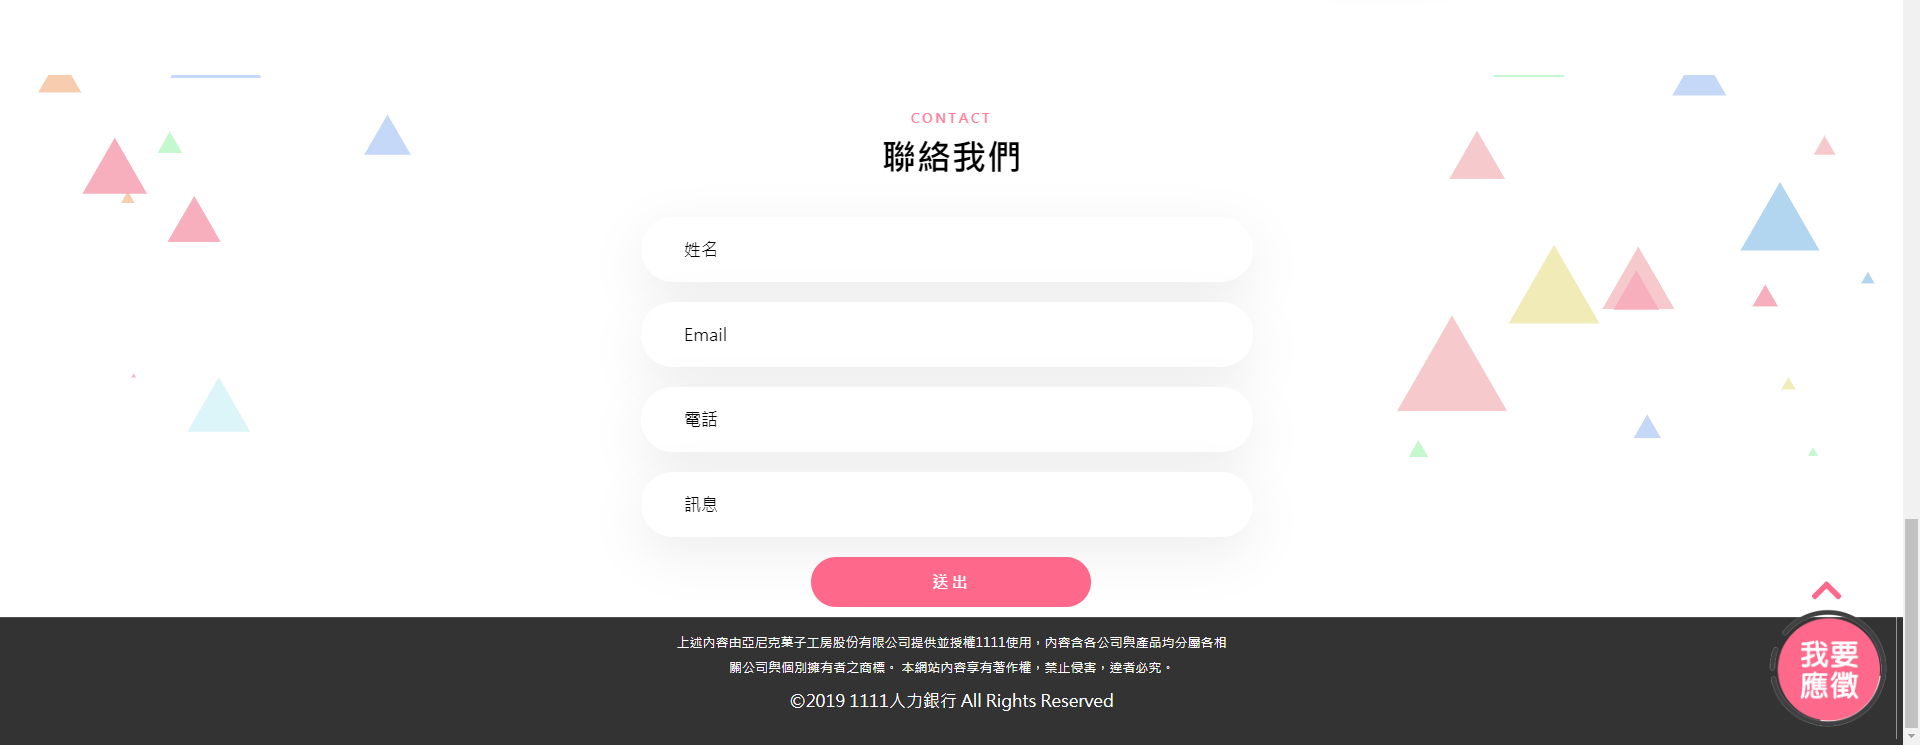 CONTACT
聯絡我們
姓名
Email
電話
訊息
送出
上述內容由亞尼克菓子工房股份有限公司提供並授權1111使用，內容含各公司與產品均分屬各相
關公司與個別擁有者之商標。 本網站內容享有著作權，禁止侵害，違者必究。
©2019 1111人力銀行 All Rights Reserved
我要
應徵